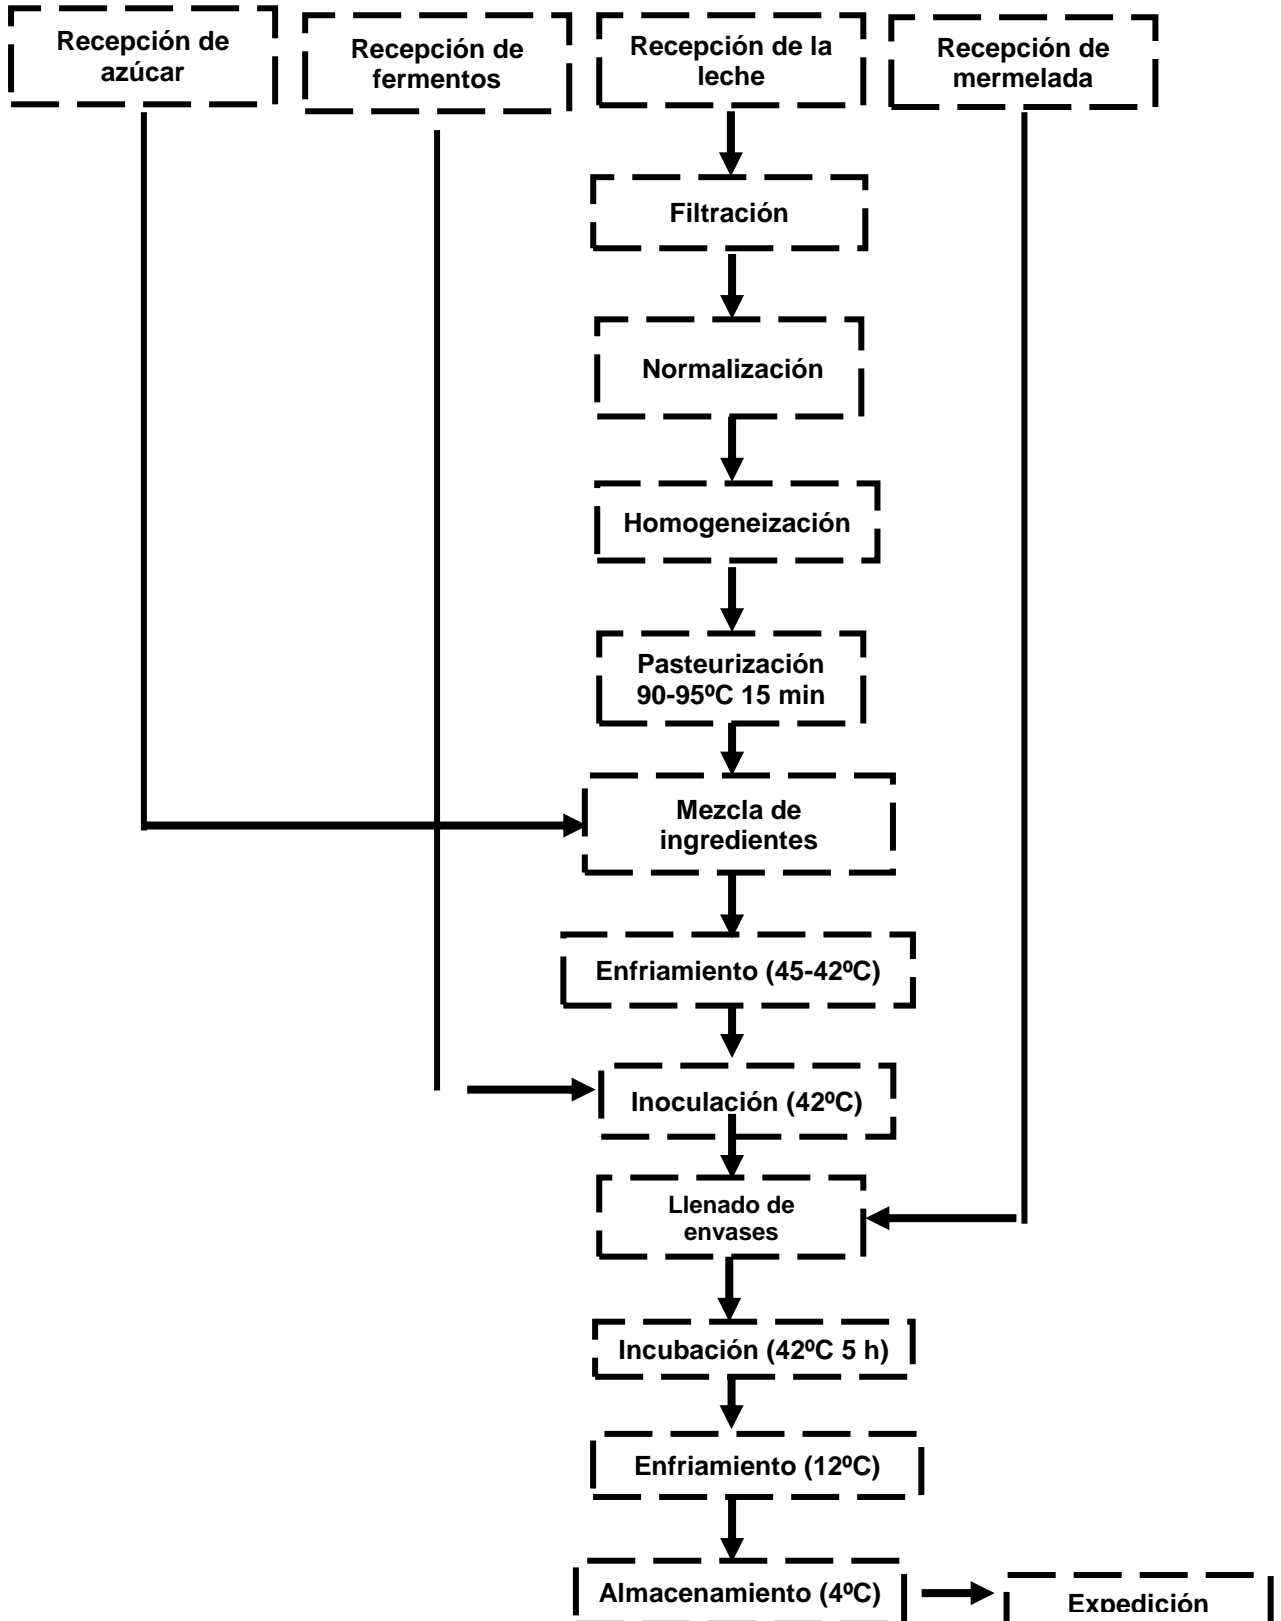 Recepción de
azúcar
Recepción de
fermentos
Recepción de la
leche
Recepción de
mermelada
Filtración
Normalización
Homogeneización
Pasteurización
90-95ºC 15 min
Mezcla de
ingredientes
Enfriamiento (45-42ºC)
Inoculación (42ºC)
Llenado de
envases
Incubación (42ºC 5 h)
Enfriamiento (12ºC)
Almacenamiento (4ºC)
Expedición